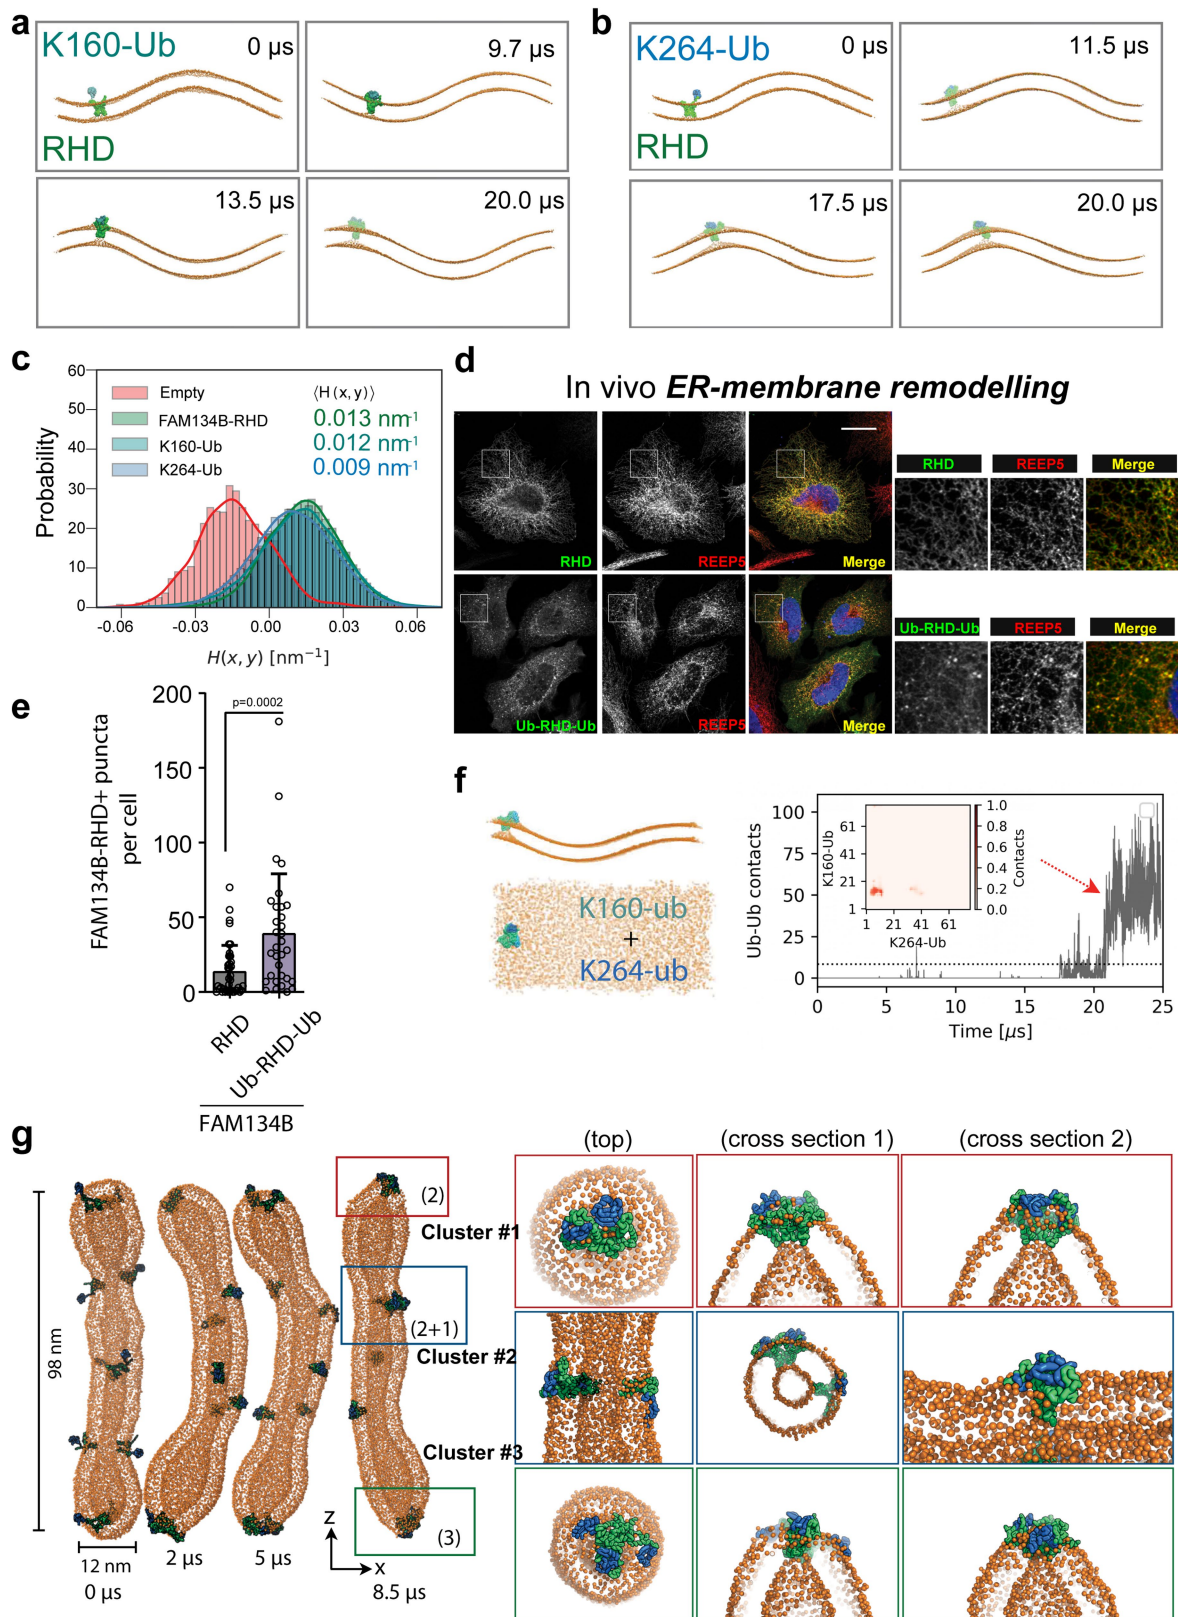 a
K160-Ub
0 µs
RHD
9.7 µs
13.5 µs
20.0 µs
b
K264-Ub
0 µs
RHD
11.5 µs
17.5 µs
20.0 µs
c
60
50
40
30
20
10
0
Probability
Empty
FAM134B-RHD
K160-Ub
K264-Ub
⟨H(x, y)⟩
0.013 nm-1
0.012 nm-1
0.009 nm-1
-0.06
-0.03
0.00
0.03
0.06
H(x, y) [nm⁻¹]
d
In vivo ER-membrane remodelling
RHD
REEP5
Merge
RHD
REEP5
Merge
Ub-RHD-Ub
REEP5
Merge
Ub-RHD-Ub
REEP5
Merge
e
200
150
100
50
0
FAM134B-RHD+ puncta
per cell
p=0.0002
RHD
Ub-RHD-Ub
FAM134B
f
K160-ub
+
K264-ub
100
75
50
25
0
Ub-Ub contacts
61
41
21
1
K160-Ub
1
21
41
61
K264-Ub
1.0
0.8
0.6
0.4
0.2
0.0
Contacts
0
5
10
15
20
25
Time [µs]
g
98 nm
12 nm
0 µs
2 µs
5 µs
8.5 µs
z
x
(2)
Cluster #1
(2+1)
Cluster #2
Cluster #3
(3)
(top)
(cross section 1)
(cross section 2)